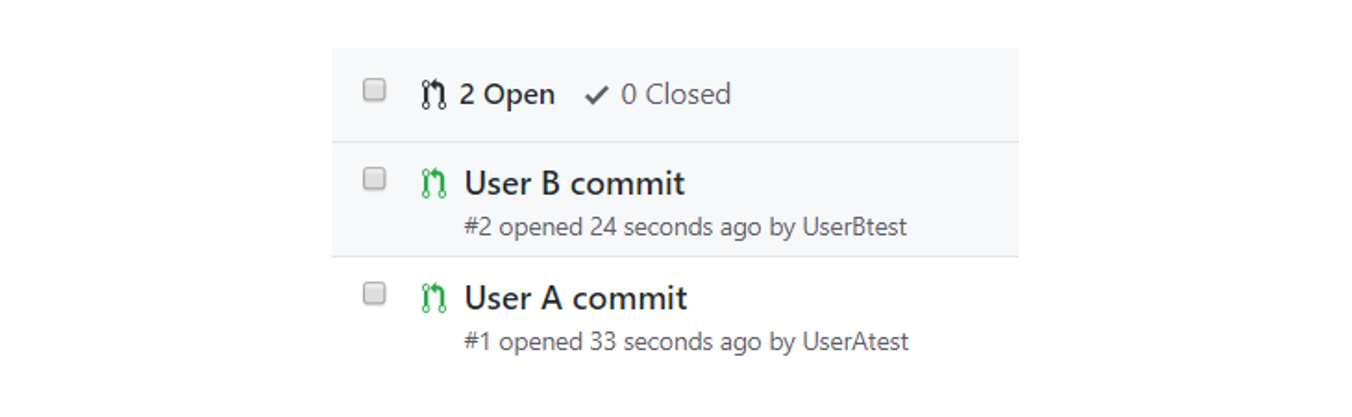 2 Open 0 Closed
User B commit
#2 opened 24 seconds ago by UserBtest
User A commit
#1 opened 33 seconds ago by UserAtest